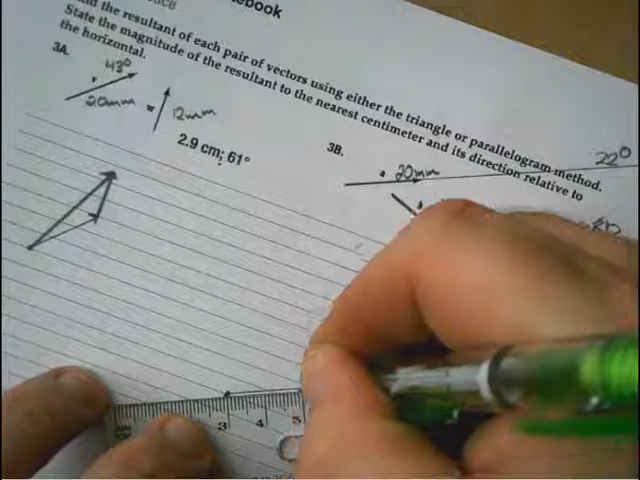 ebook
the resultant of each pair of vectors using either the triangle or parallelogram method.
State the magnitude of the resultant to the nearest centimeter and its direction relative to
the horizontal.
3A. 43°
20mm
12mm
2.9 cm; 61°
3B.
20mm
22°
MM 3 4 5